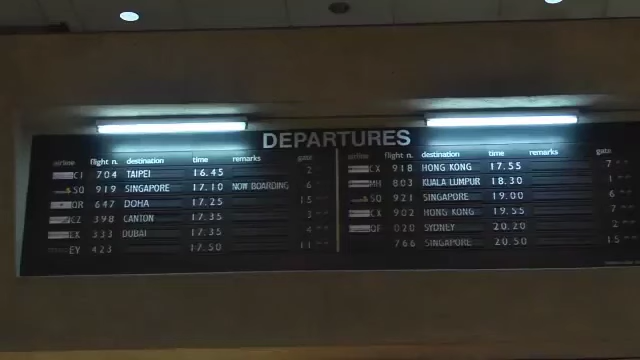 DEPARTURES
airline flight n. destination time remarks gate
CI 704 TAIPEI 16.45 2
SQ 919 SINGAPORE 17.10 NOW BOARDING 6
QR 647 DOHA 17.25 15
CZ 398 CANTON 17.35 3
EK 333 DUBAI 17.35 4
EY 423 17.50 11
airline flight n. destination time remarks gate
CX 918 HONG KONG 17.55 7
MH 803 KUALA LUMPUR 18.30 1
SQ 921 SINGAPORE 19.00 6
CX 902 HONG KONG 19.55 7
QF 020 SYDNEY 20.20 2
766 SINGAPORE 20.50 15